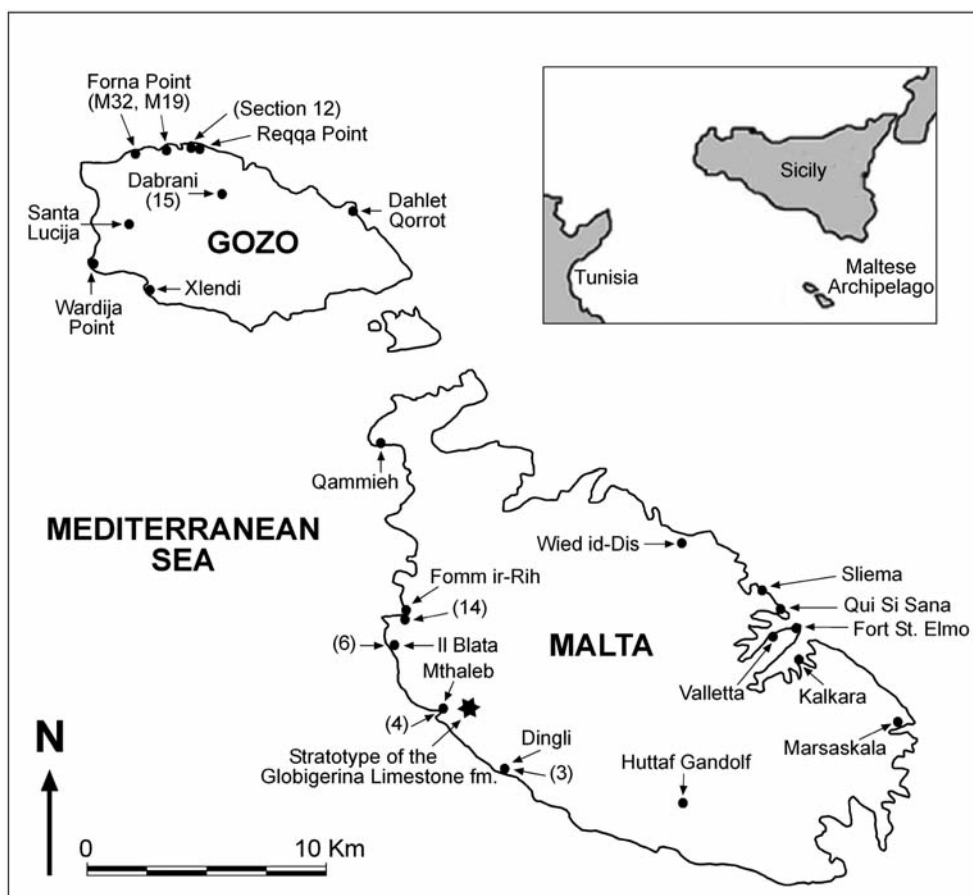 Forna Point
(M32, M19)
(Section 12)
Reqqa Point
Dabrani
(15)
Dahlet
Qorrot
Santa
Lucija
GOZO
Xlendi
Wardija
Point
Sicily
Tunisia
Maltese
Archipelago
Qammieh
MEDITERRANEAN
SEA
Wied id-Dis
Fomm ir-Rih
Sliema
(14)
Qui Si Sana
(6)
Il Blata
MALTA
Fort St. Elmo
Mthaleb
Valletta
Kalkara
(4)
Stratotype of the
Globigerina Limestone fm.
Dingli
(3)
Huttaf Gandolf
Marsaskala
N
0
10 Km